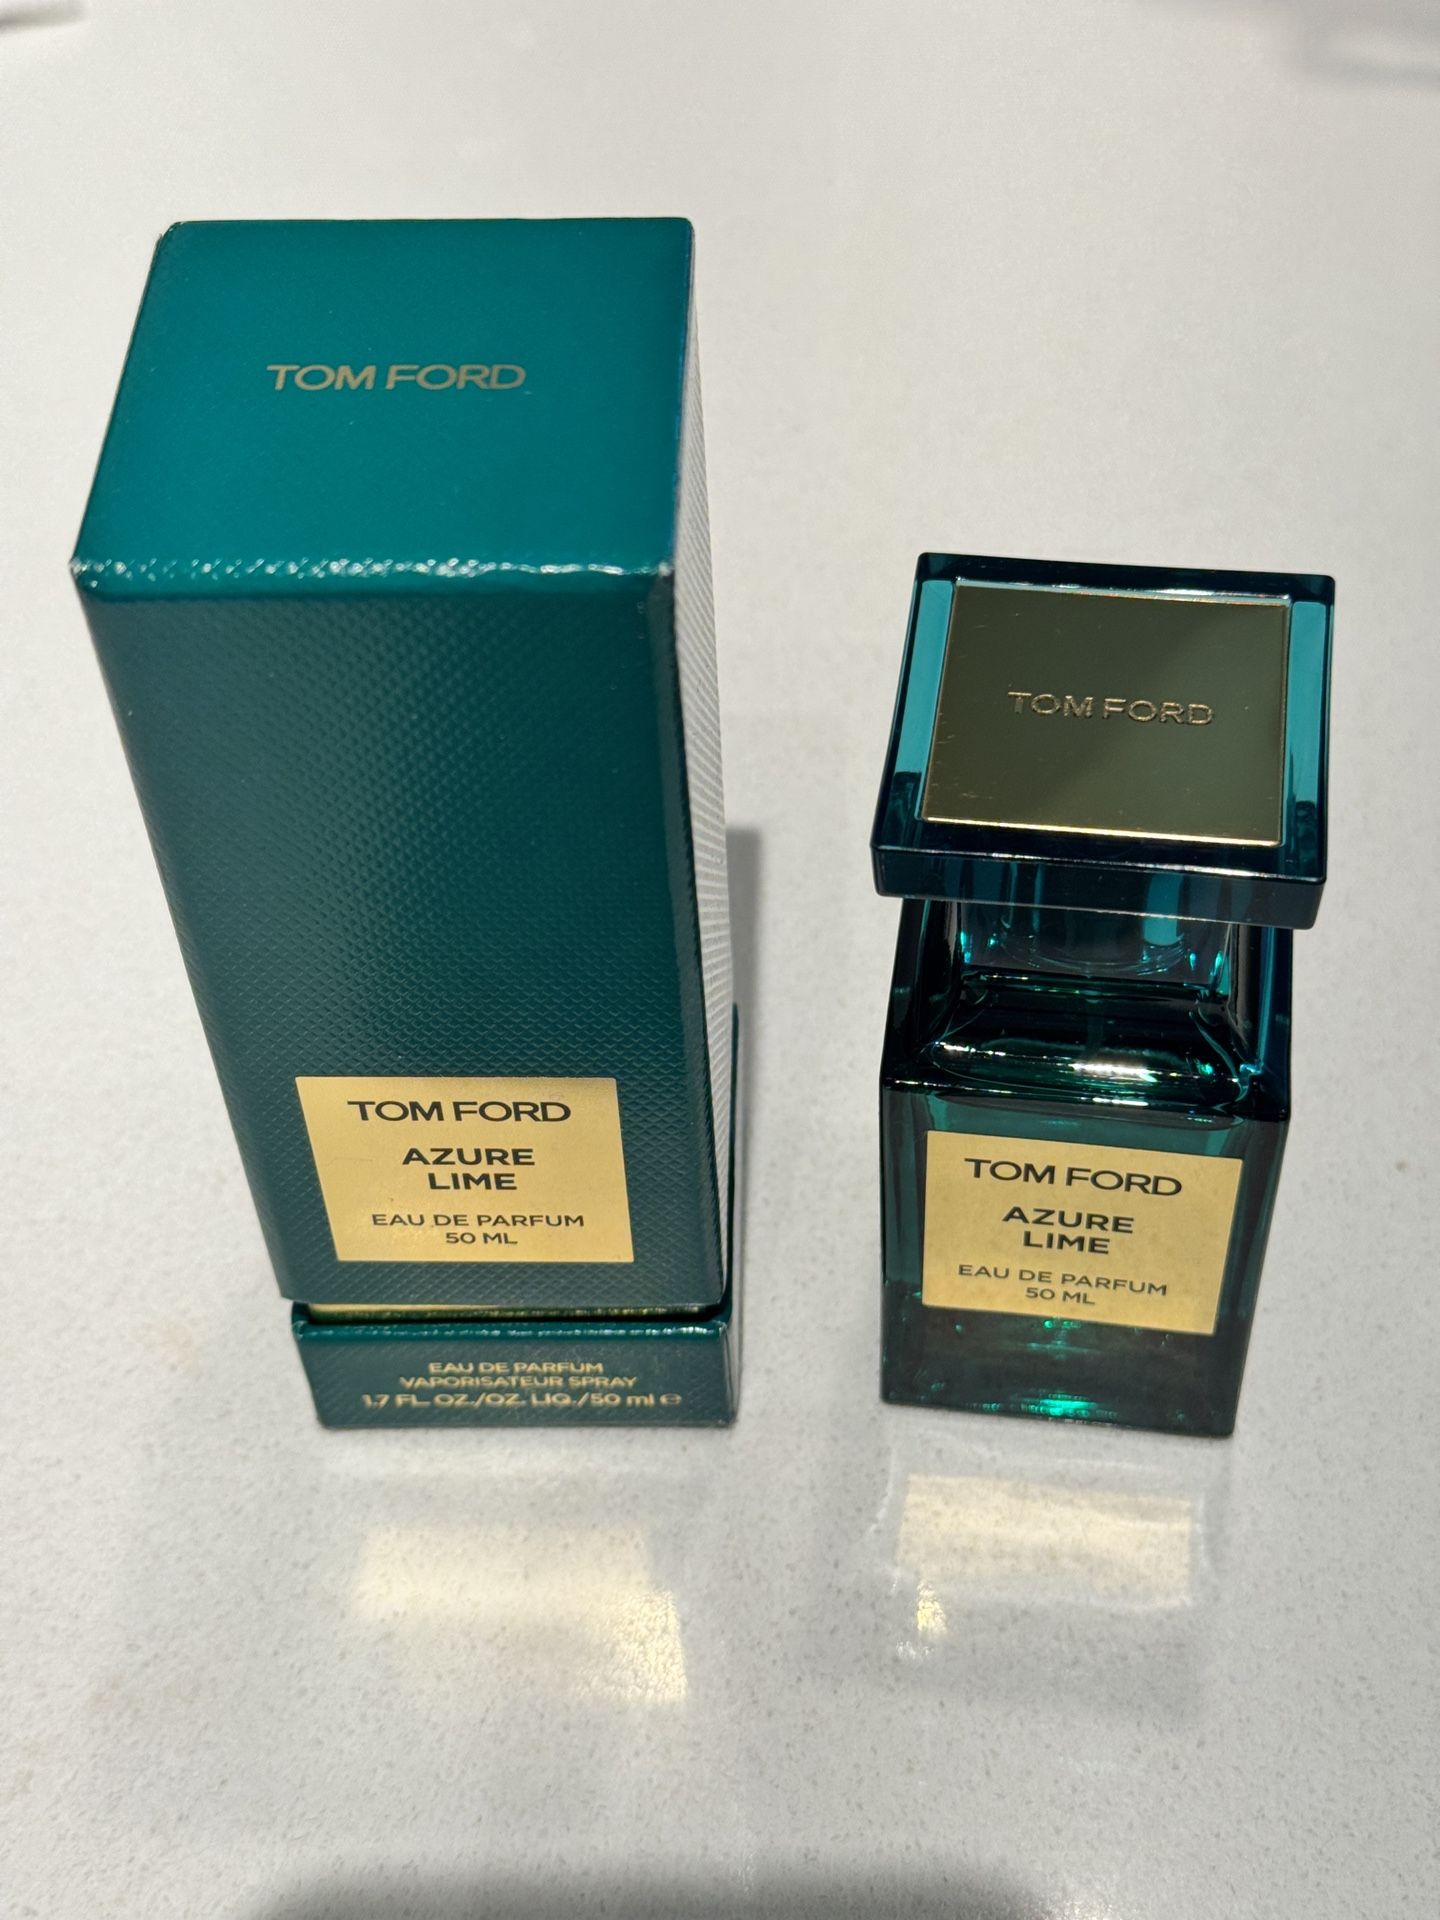 TOM FORD
TOM FORD
AZURE
LIME
EAU DE PARFUM
50 ML
EAU DE PARFUM
VAPORISATEUR SPRAY
1.7 FL. OZ./OZ. LIQ./50 ml ℮
TOM FORD
TOM FORD
AZURE
LIME
EAU DE PARFUM
50 ML